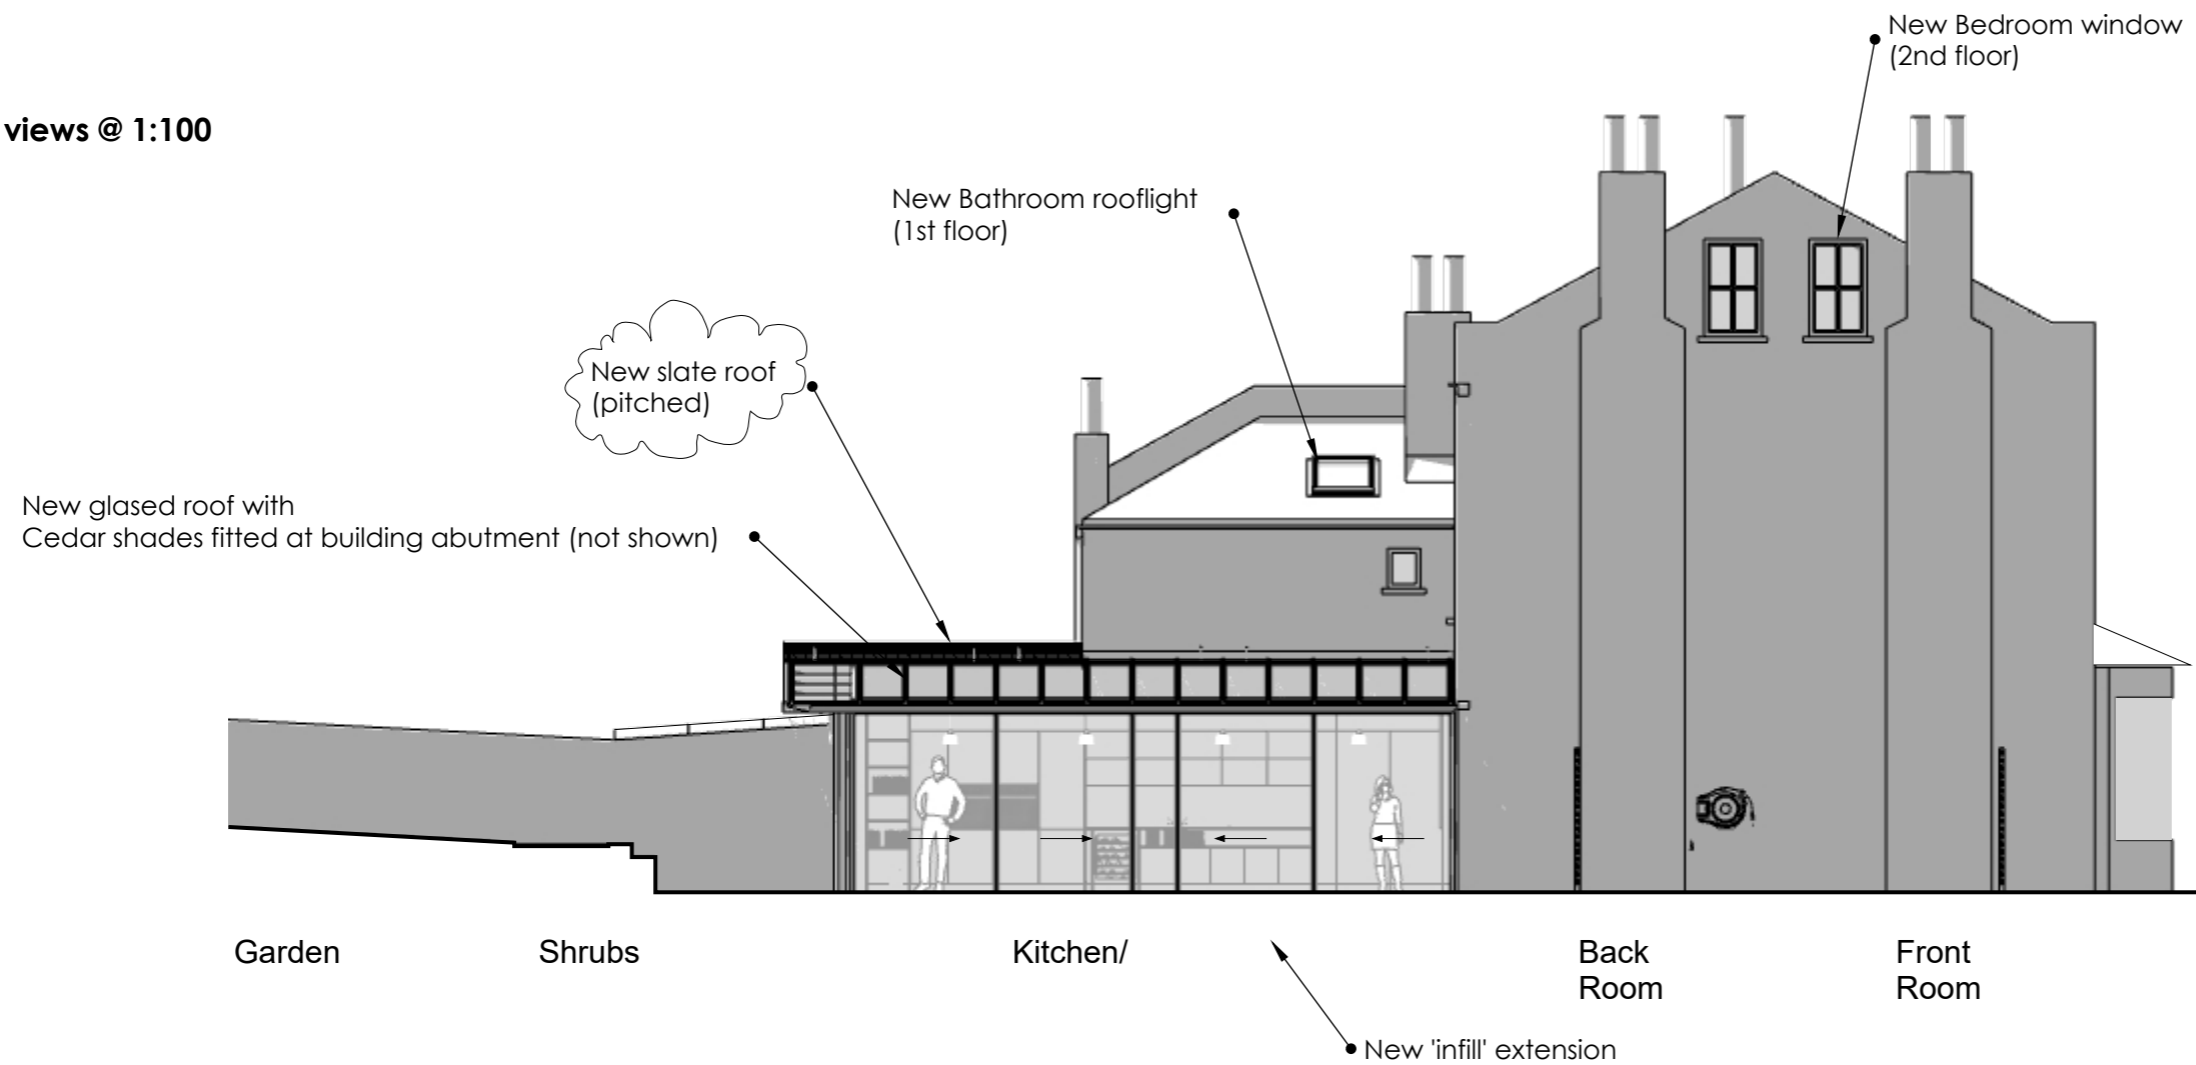 New Bedroom window
(2nd floor)
views @ 1:100
New Bathroom rooflight
(1st floor)
New slate roof
(pitched)
New glased roof with
Cedar shades fitted at building abutment (not shown)
Garden
Shrubs
Kitchen/
Back
Room
Front
Room
New 'infill' extension